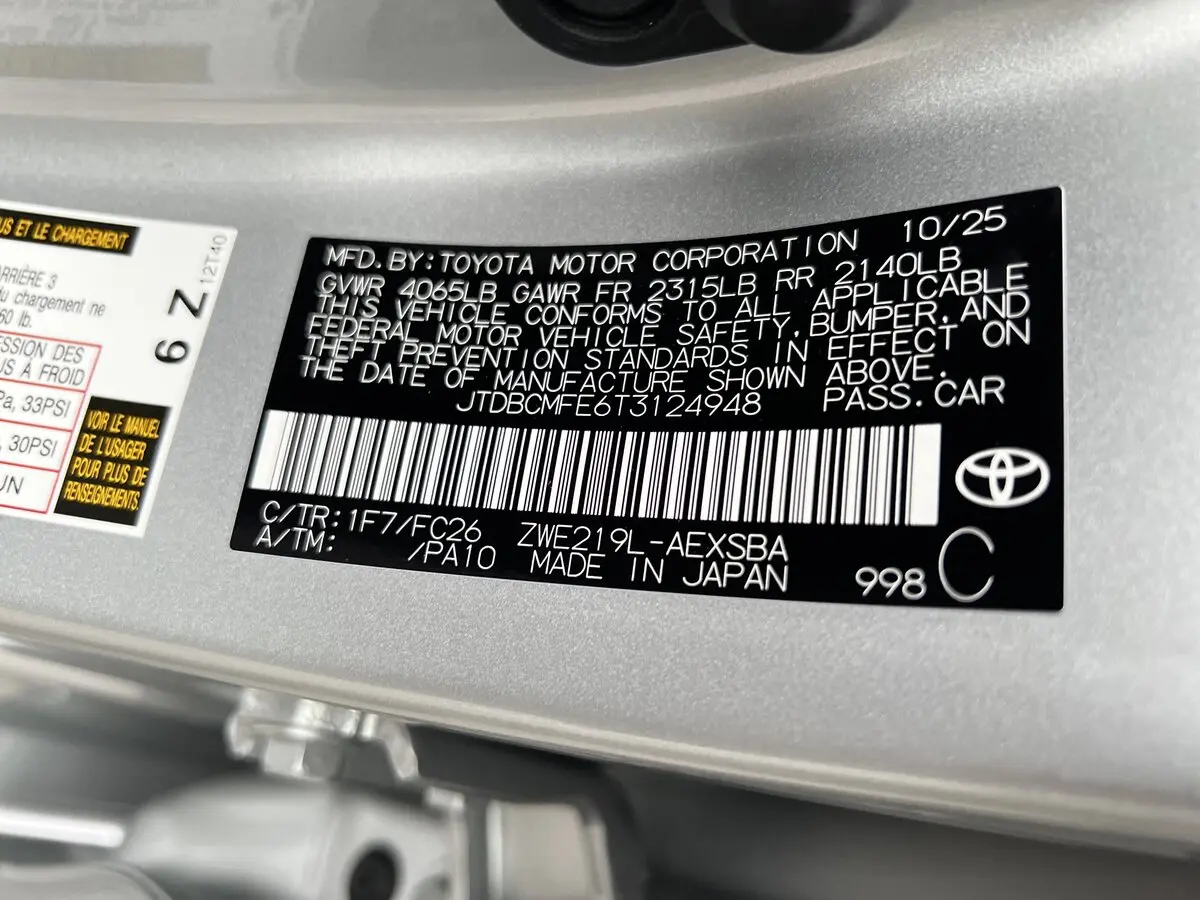 US ET LE CHARGEMENT
ARRIÈRE 3
du chargement ne
60 lb.
ESSION DES
US A FROID
Pa, 33PSI
, 30PSI
UN
VOIR LE MANUEL
DE L'USAGER
POUR PLUS DE
RENSEIGNEMENTS.
6 Z
12T40
MFD. BY: TOYOTA MOTOR CORPORATION 10/25
GVWR 4065LB GAWR FR 2315LB RR 2140LB
THIS VEHICLE CONFORMS TO ALL APPLICABLE
FEDERAL MOTOR VEHICLE SAFETY, BUMPER, AND
THEFT PREVENTION STANDARDS IN EFFECT ON
THE DATE OF MANUFACTURE SHOWN ABOVE.
JTDBCMFE6T3124948 PASS. CAR
C/TR: 1F7/FC26 ZWE219L-AEXSBA
A/TM: /PA10 MADE IN JAPAN 998 C